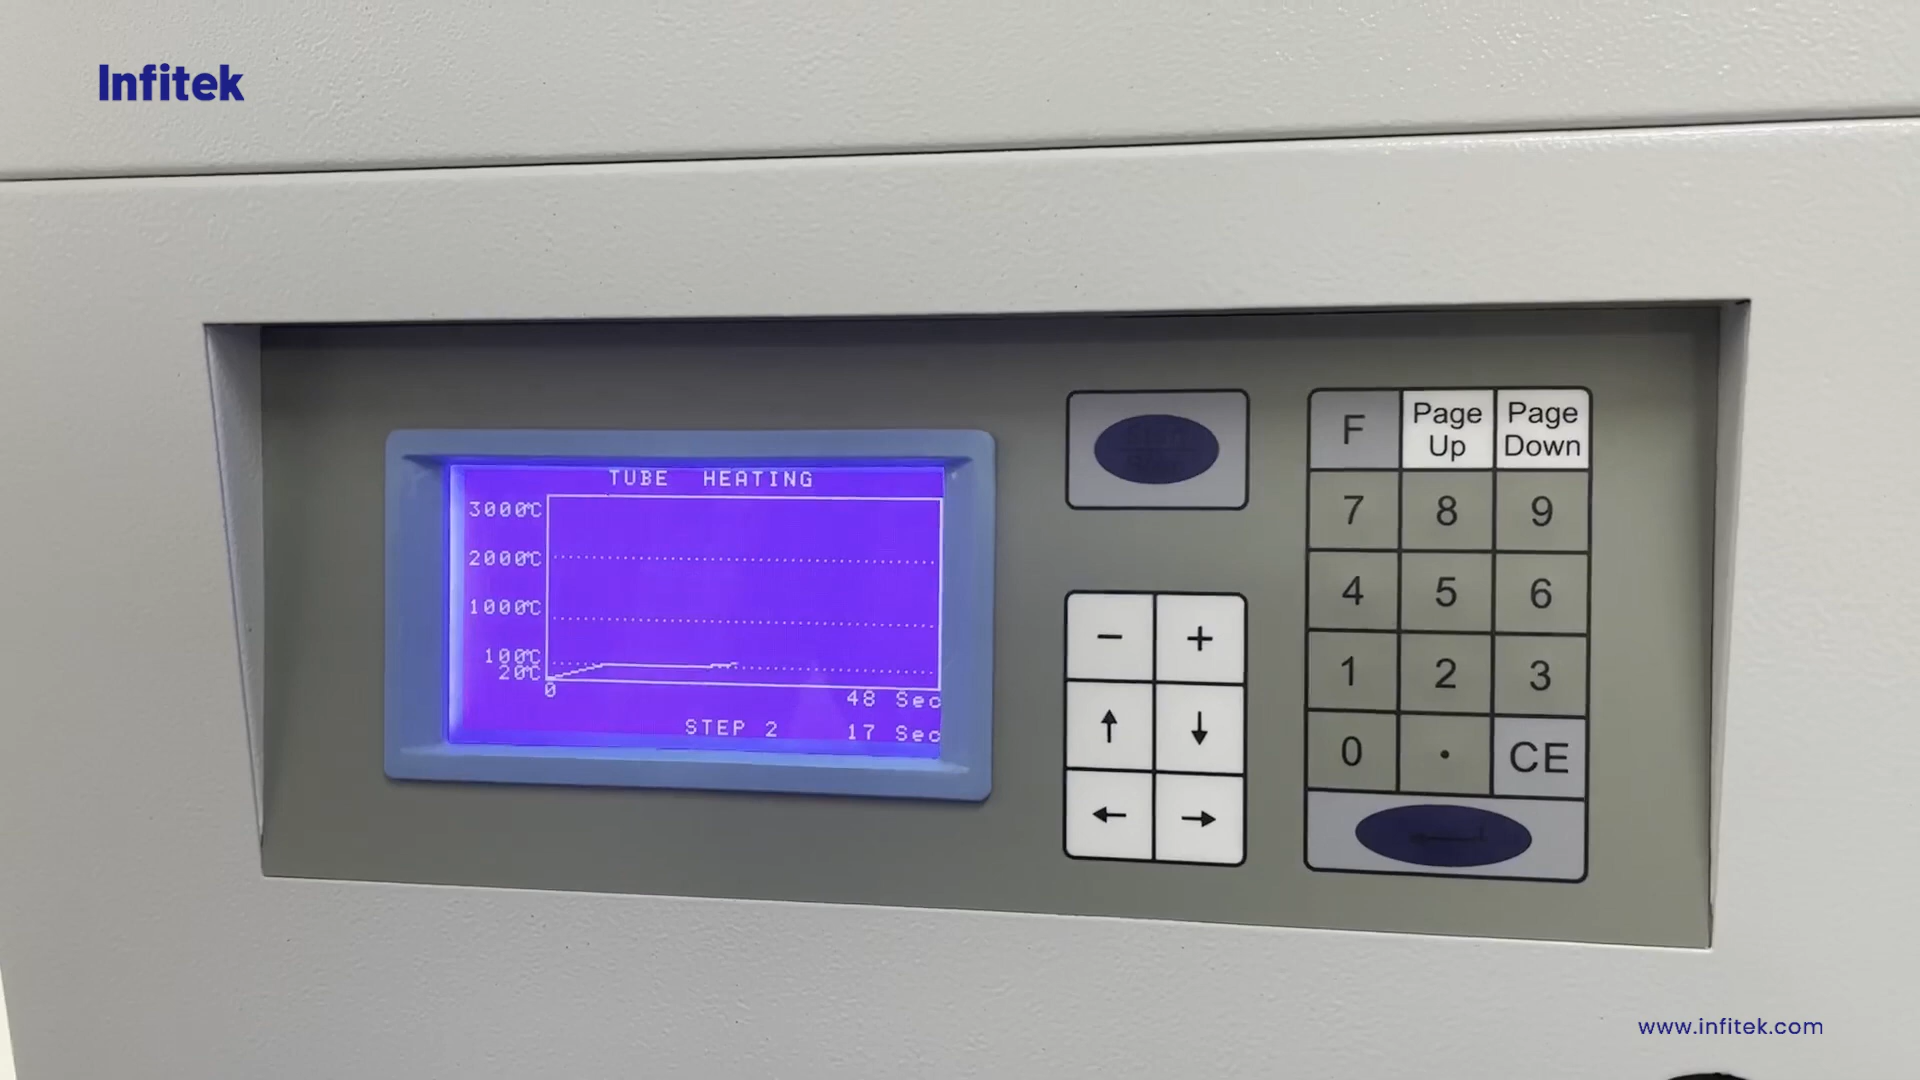 Infitek
TUBE HEATING
3000℃
2000℃
1000℃
100℃
20℃
0
48 Sec
STEP 2 17 Sec
F Page Up Page Down
7 8 9
4 5 6
1 2 3
0 . CE
- +
↑ ↓
← →
www.infitek.com